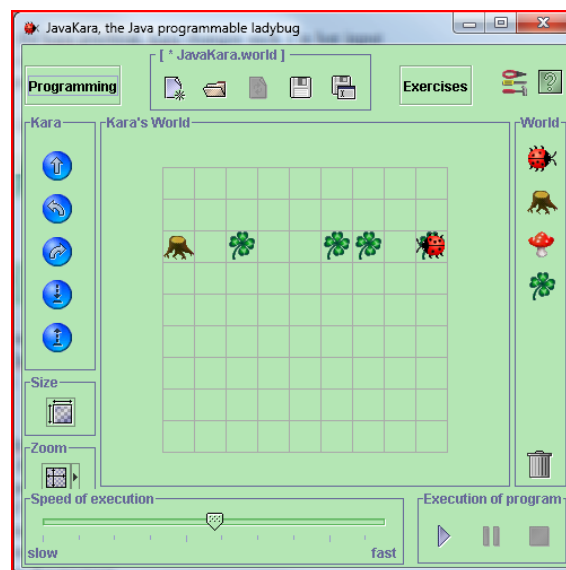 JavaKara, the Java programmable ladybug
[ * JavaKara.world ]
Programming
Exercises
Kara
Kara's World
World
Size
Zoom
Speed of execution
slow
fast
Execution of program